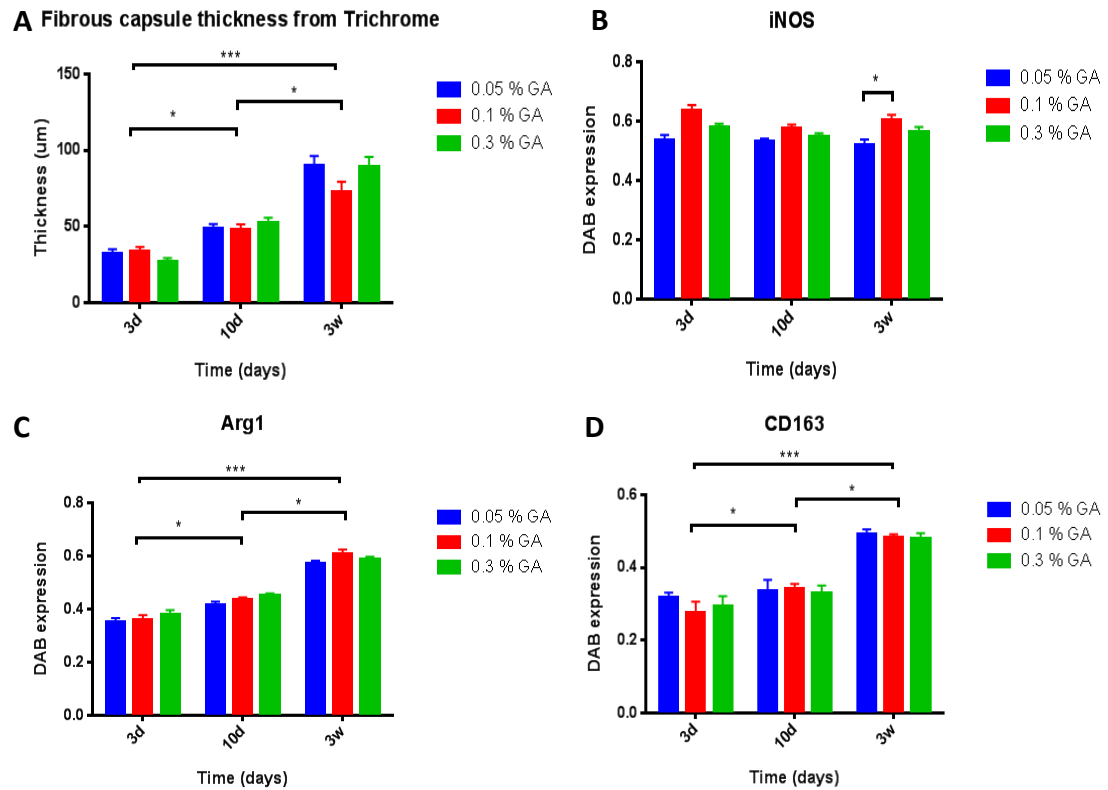 A Fibrous capsule thickness from Trichrome
***
*
*
150
100
50
0
Thickness (um)
3d
10d
3w
Time (days)
0.05 % GA
0.1 % GA
0.3 % GA
B iNOS
*
0.8
0.6
0.4
0.2
0.0
DAB expression
3d
10d
3w
Time (days)
0.05 % GA
0.1 % GA
0.3 % GA
C Arg1
***
*
*
0.8
0.6
0.4
0.2
0.0
DAB expression
3d
10d
3w
Time (days)
0.05 % GA
0.1 % GA
0.3 % GA
D CD163
***
*
*
0.6
0.4
0.2
0.0
DAB expression
3d
10d
3w
Time (days)
0.05 % GA
0.1 % GA
0.3 % GA